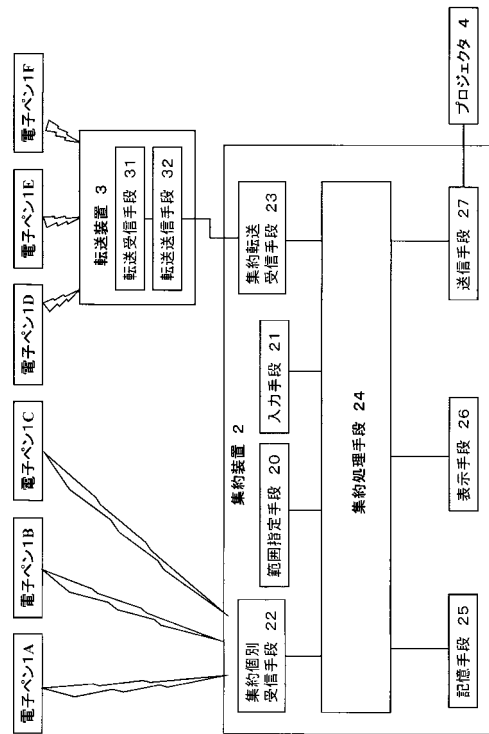 電子ペン1A
電子ペン1B
電子ペン1C
電子ペン1D
電子ペン1E
電子ペン1F
転送装置 3
転送受信手段 31
転送送信手段 32
集約装置 2
集約個別
受信手段 22
範囲指定手段 20
入力手段 21
集約転送
受信手段 23
集約処理手段 24
記憶手段 25
表示手段 26
送信手段 27
プロジェクタ 4